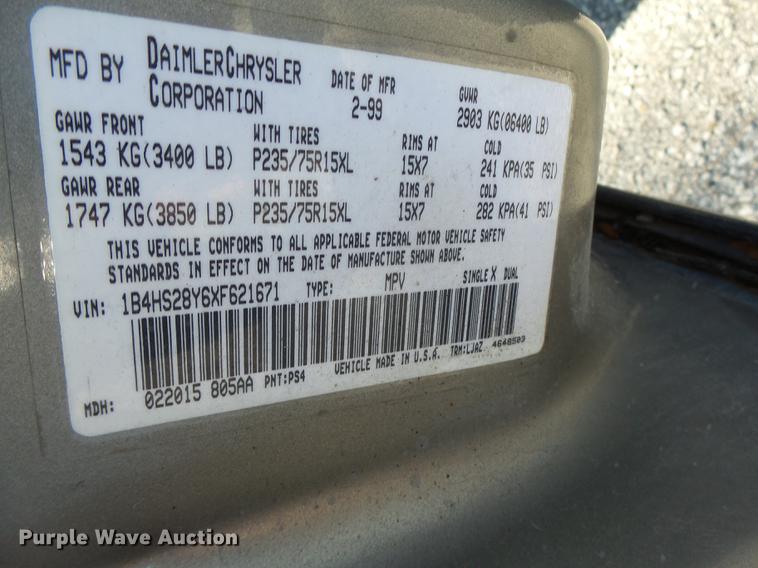 MFD BY DAIMLERCHRYSLER CORPORATION
DATE OF MFR 2-99
GVWR 2903 KG(06400 LB)
GAWR FRONT WITH TIRES RIMS AT COLD
1543 KG(3400 LB) P235/75R15XL 15X7 241 KPA(35 PSI)
GAWR REAR WITH TIRES RIMS AT COLD
1747 KG(3850 LB) P235/75R15XL 15X7 282 KPA(41 PSI)
THIS VEHICLE CONFORMS TO ALL APPLICABLE FEDERAL MOTOR VEHICLE SAFETY
STANDARDS IN EFFECT ON THE DATE OF MANUFACTURE SHOWN ABOVE.
VIN: 1B4HS28Y6XF621671 TYPE: MPV SINGLE X DUAL
VEHICLE MADE IN U.S.A. TRM:LJAZ 4648503
MDH: 022015 805AA PNT:PS4
Purple Wave Auction